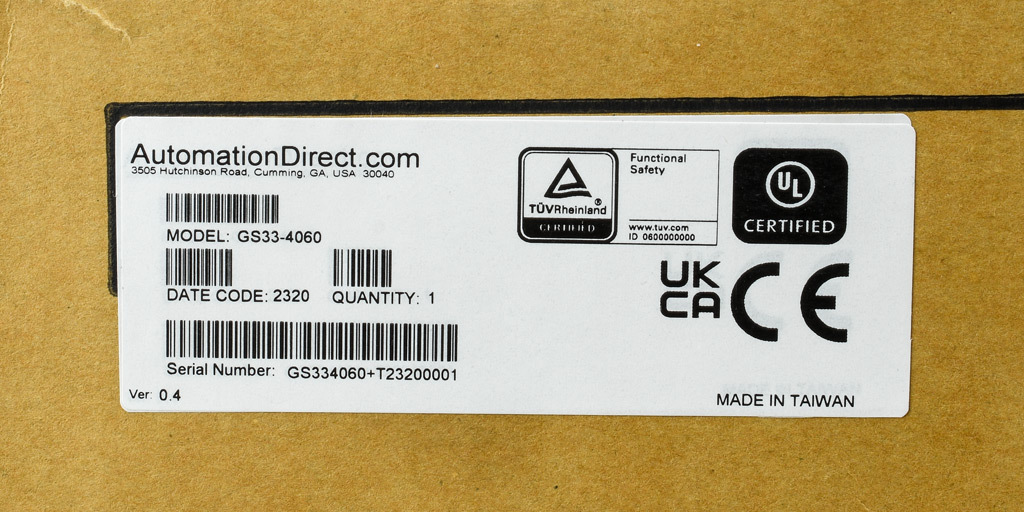 AutomationDirect.com
3505 Hutchinson Road, Cumming, GA, USA 30040
MODEL: GS33-4060
DATE CODE: 2320 QUANTITY: 1
Serial Number: GS334060+T23200001
Ver: 0.4
TÜVRheinland®
CERTIFIED
Functional
Safety
www.tuv.com
ID 0600000000
UL
CERTIFIED
UK
CA
CE
MADE IN TAIWAN